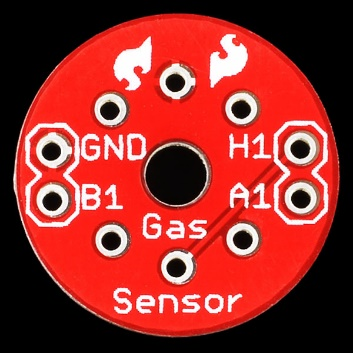 GND H1
B1 A1
Gas
Sensor